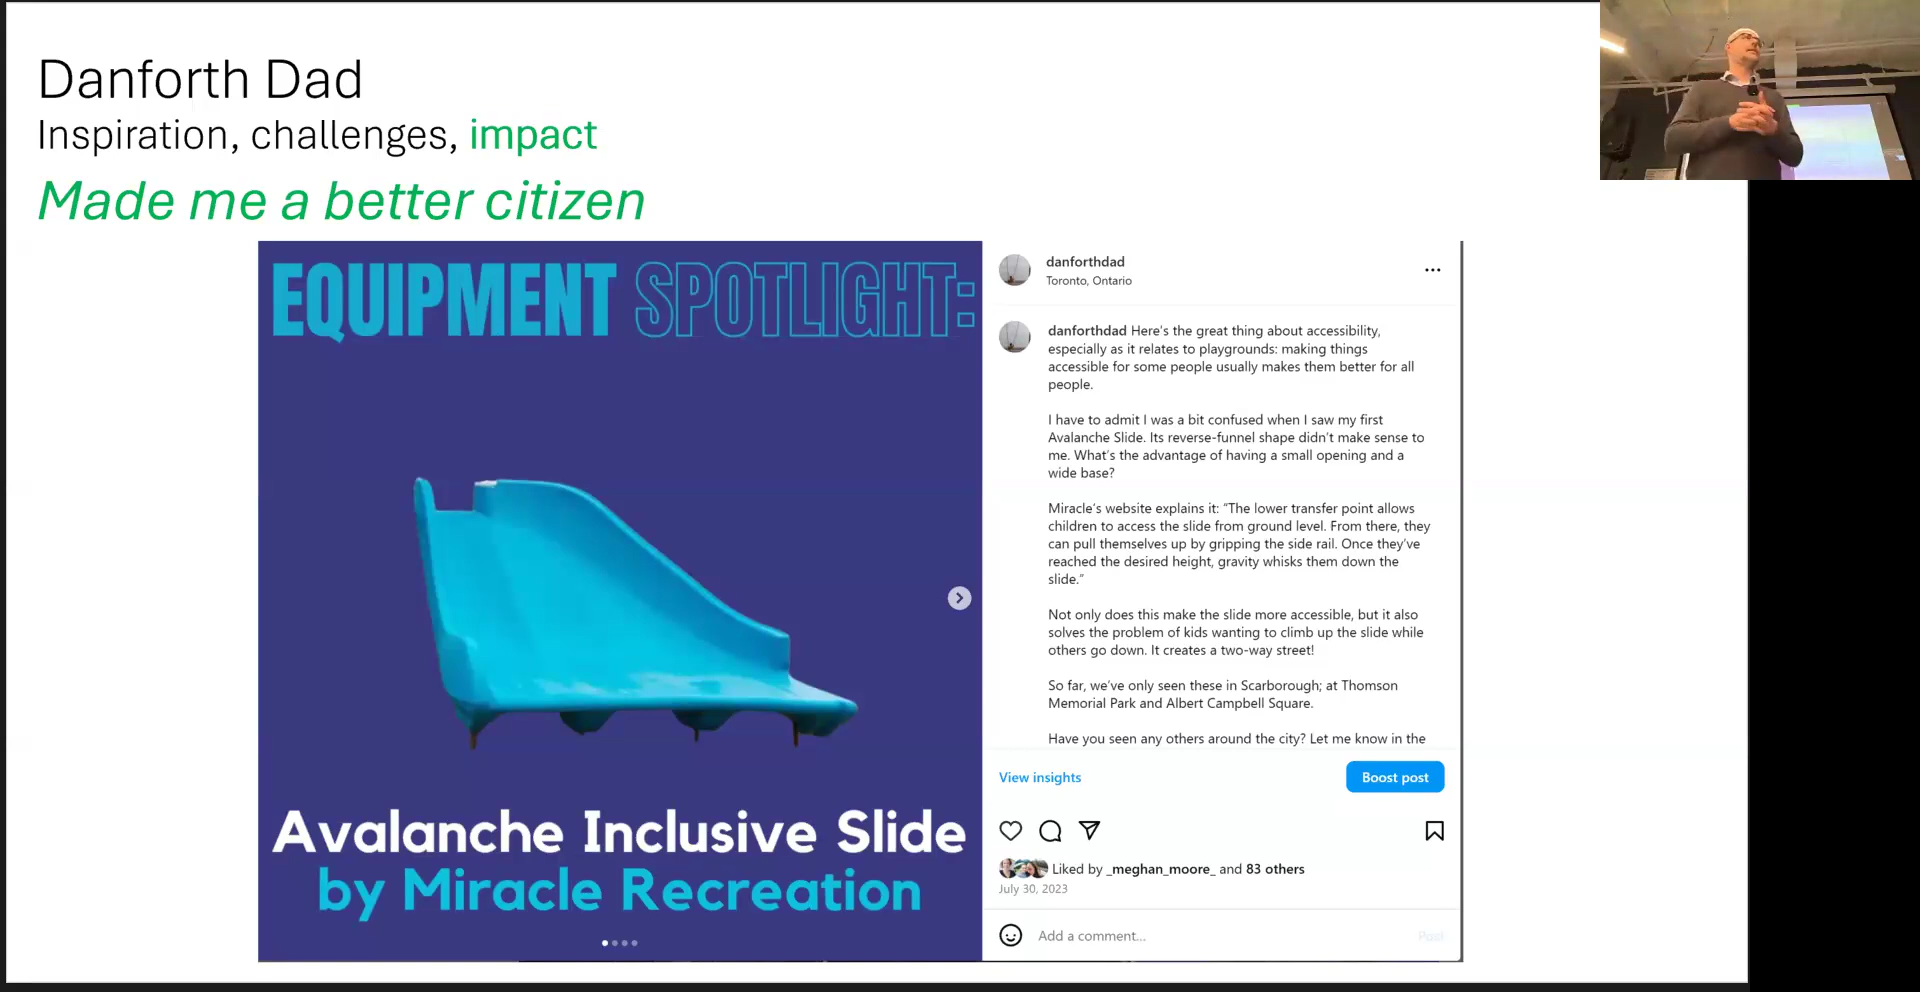 Danforth Dad
Inspiration, challenges, impact
Made me a better citizen
EQUIPMENT SPOTLIGHT:
Avalanche Inclusive Slide
by Miracle Recreation
danforthdad
Toronto, Ontario
danforthdad Here's the great thing about accessibility,
especially as it relates to playgrounds: making things
accessible for some people usually makes them better for all
people.
I have to admit I was a bit confused when I saw my first
Avalanche Slide. Its reverse-funnel shape didn't make sense to
me. What's the advantage of having a small opening and a
wide base?
Miracle's website explains it: “The lower transfer point allows
children to access the slide from ground level. From there, they
can pull themselves up by gripping the side rail. Once they've
reached the desired height, gravity whisks them down the
slide.”
Not only does this make the slide more accessible, but it also
solves the problem of kids wanting to climb up the slide while
others go down. It creates a two-way street!
So far, we've only seen these in Scarborough; at Thomson
Memorial Park and Albert Campbell Square.
Have you seen any others around the city? Let me know in the
View insights
Boost post
Liked by _meghan_moore_ and 83 others
July 30, 2023
Add a comment...
Post